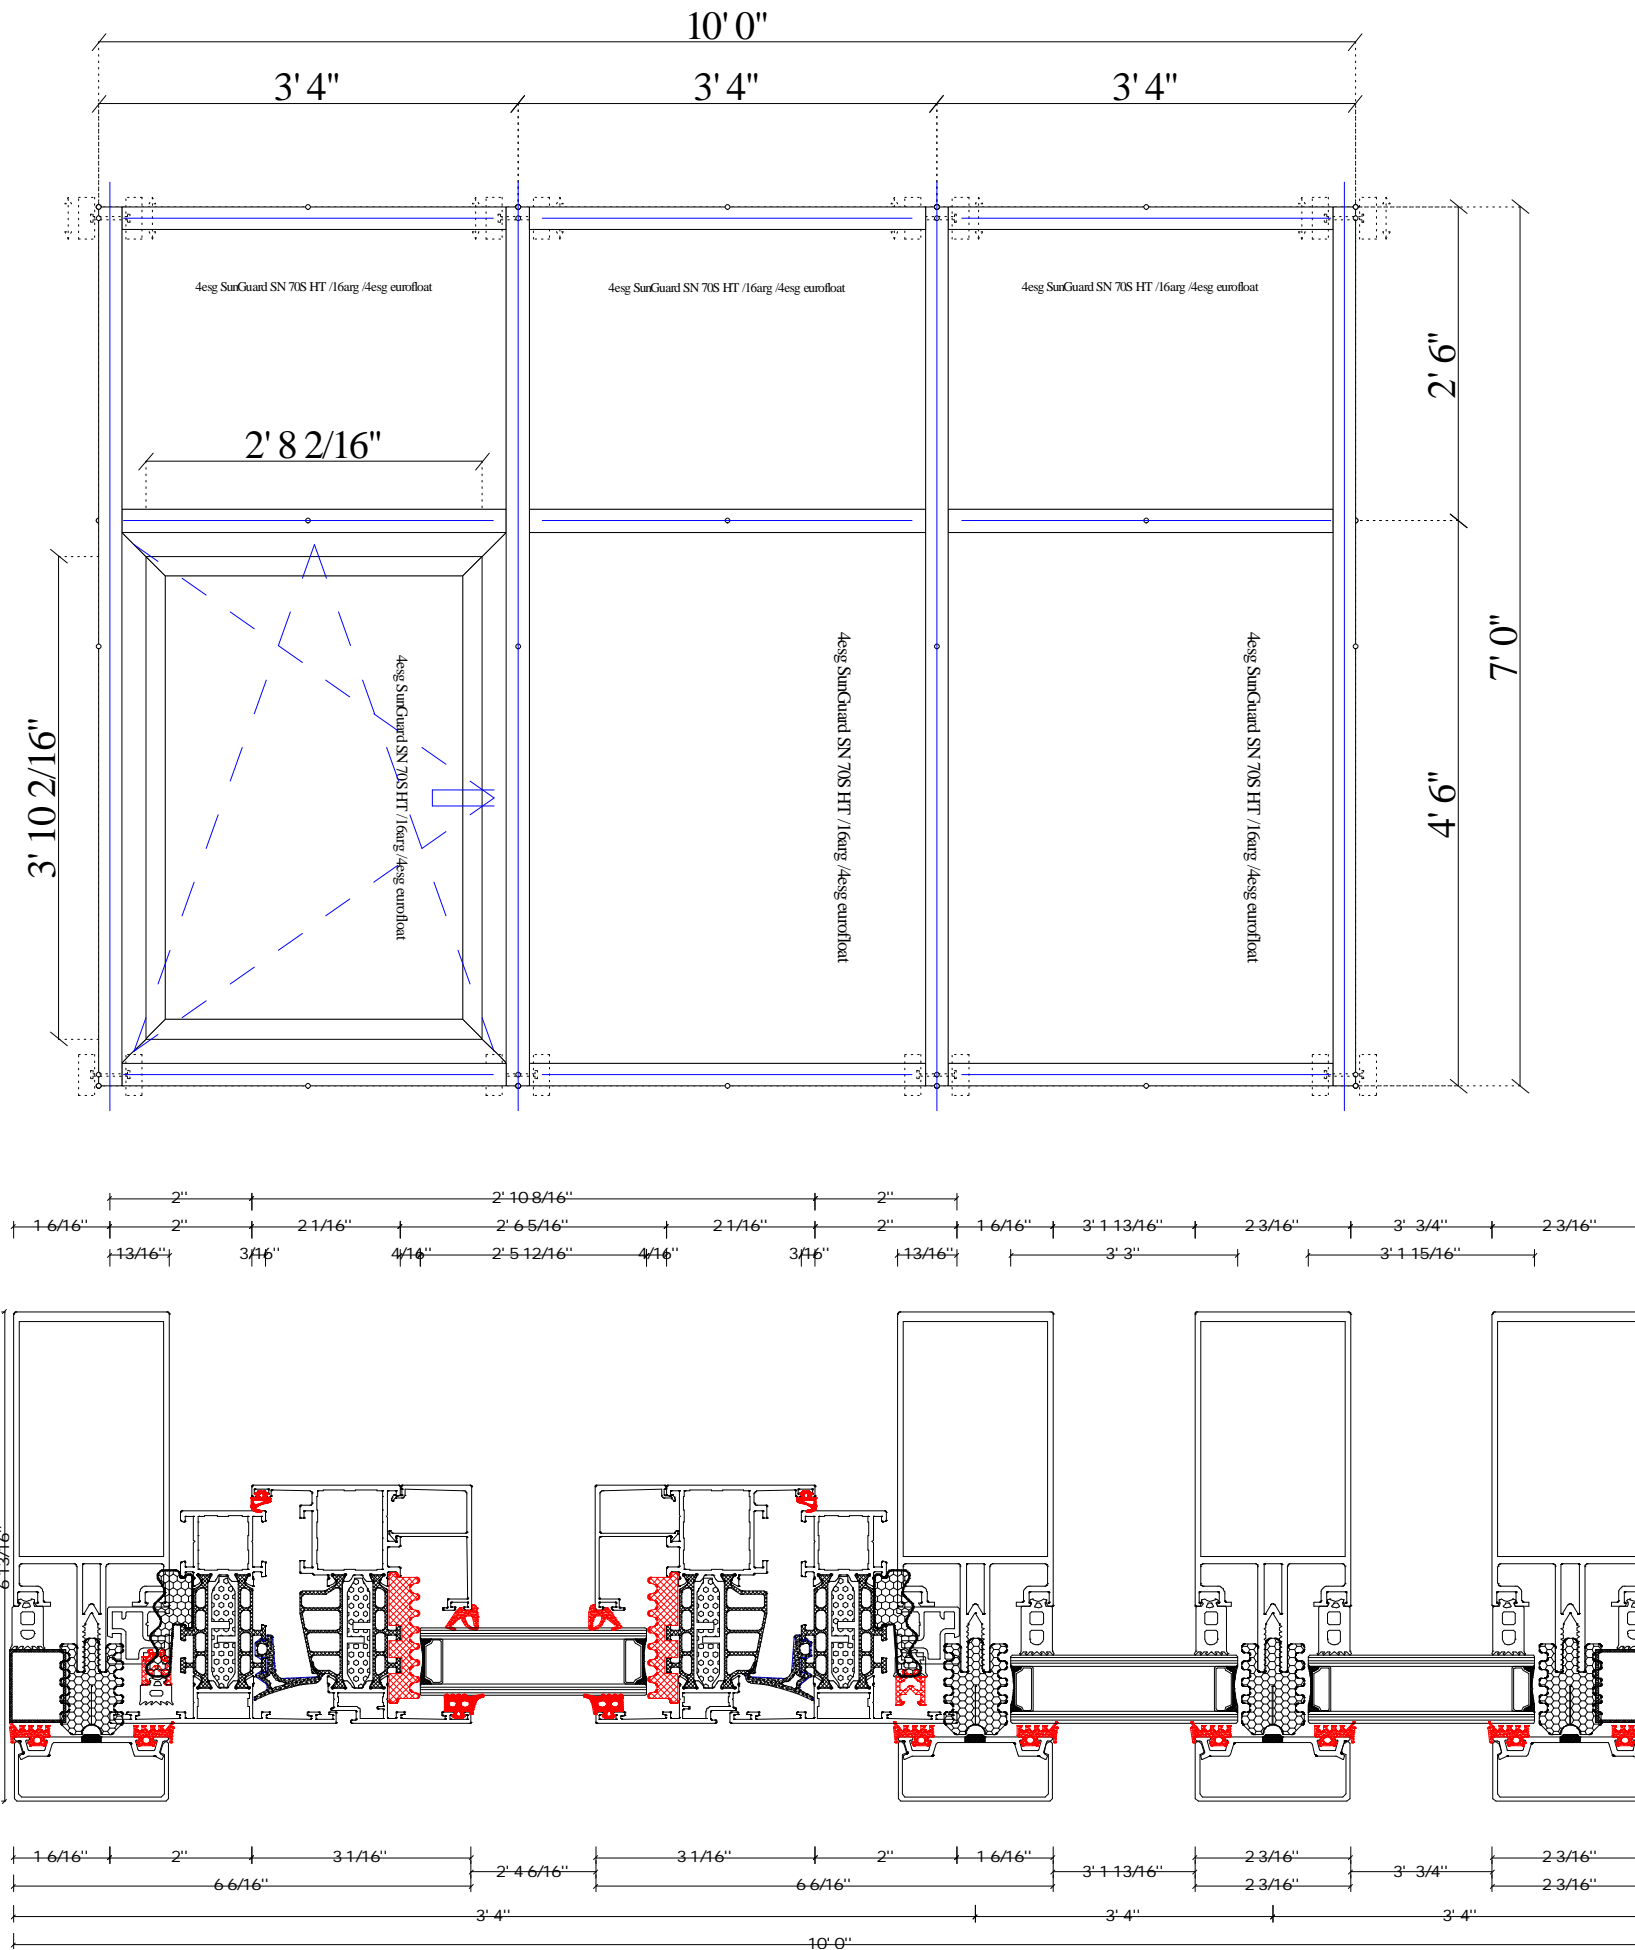 10' 0"
3' 4" 3' 4" 3' 4"
4esg SunGuard SN 70S HT /16arg /4esg eurofloat
4esg SunGuard SN 70S HT /16arg /4esg eurofloat
4esg SunGuard SN 70S HT /16arg /4esg eurofloat
2' 6"
2' 8 2/16"
7' 0"
4esg SunGuard SN 70S HT /16arg /4esg eurofloat
4esg SunGuard SN 70S HT /16arg /4esg eurofloat
4esg SunGuard SN 70S HT /16arg /4esg eurofloat
3' 10 2/16"
4' 6"
2" 2' 10 8/16" 2"
1 6/16" 2" 2 1/16" 2' 6 5/16" 2 1/16" 2" 1 6/16" 3' 1 13/16" 2 3/16" 3' 3/4" 2 3/16"
13/16" 3/16" 4/16" 2' 5 12/16" 4/16" 3/16" 13/16" 3' 3" 3' 1 15/16"
6 13/16"
1 6/16" 2" 3 1/16" 3 1/16" 2" 1 6/16" 2 3/16" 2 3/16"
2' 4 6/16" 3' 1 13/16" 3' 3/4"
6 6/16" 6 6/16" 2 3/16" 2 3/16"
3' 4" 3' 4" 3' 4"
10' 0"